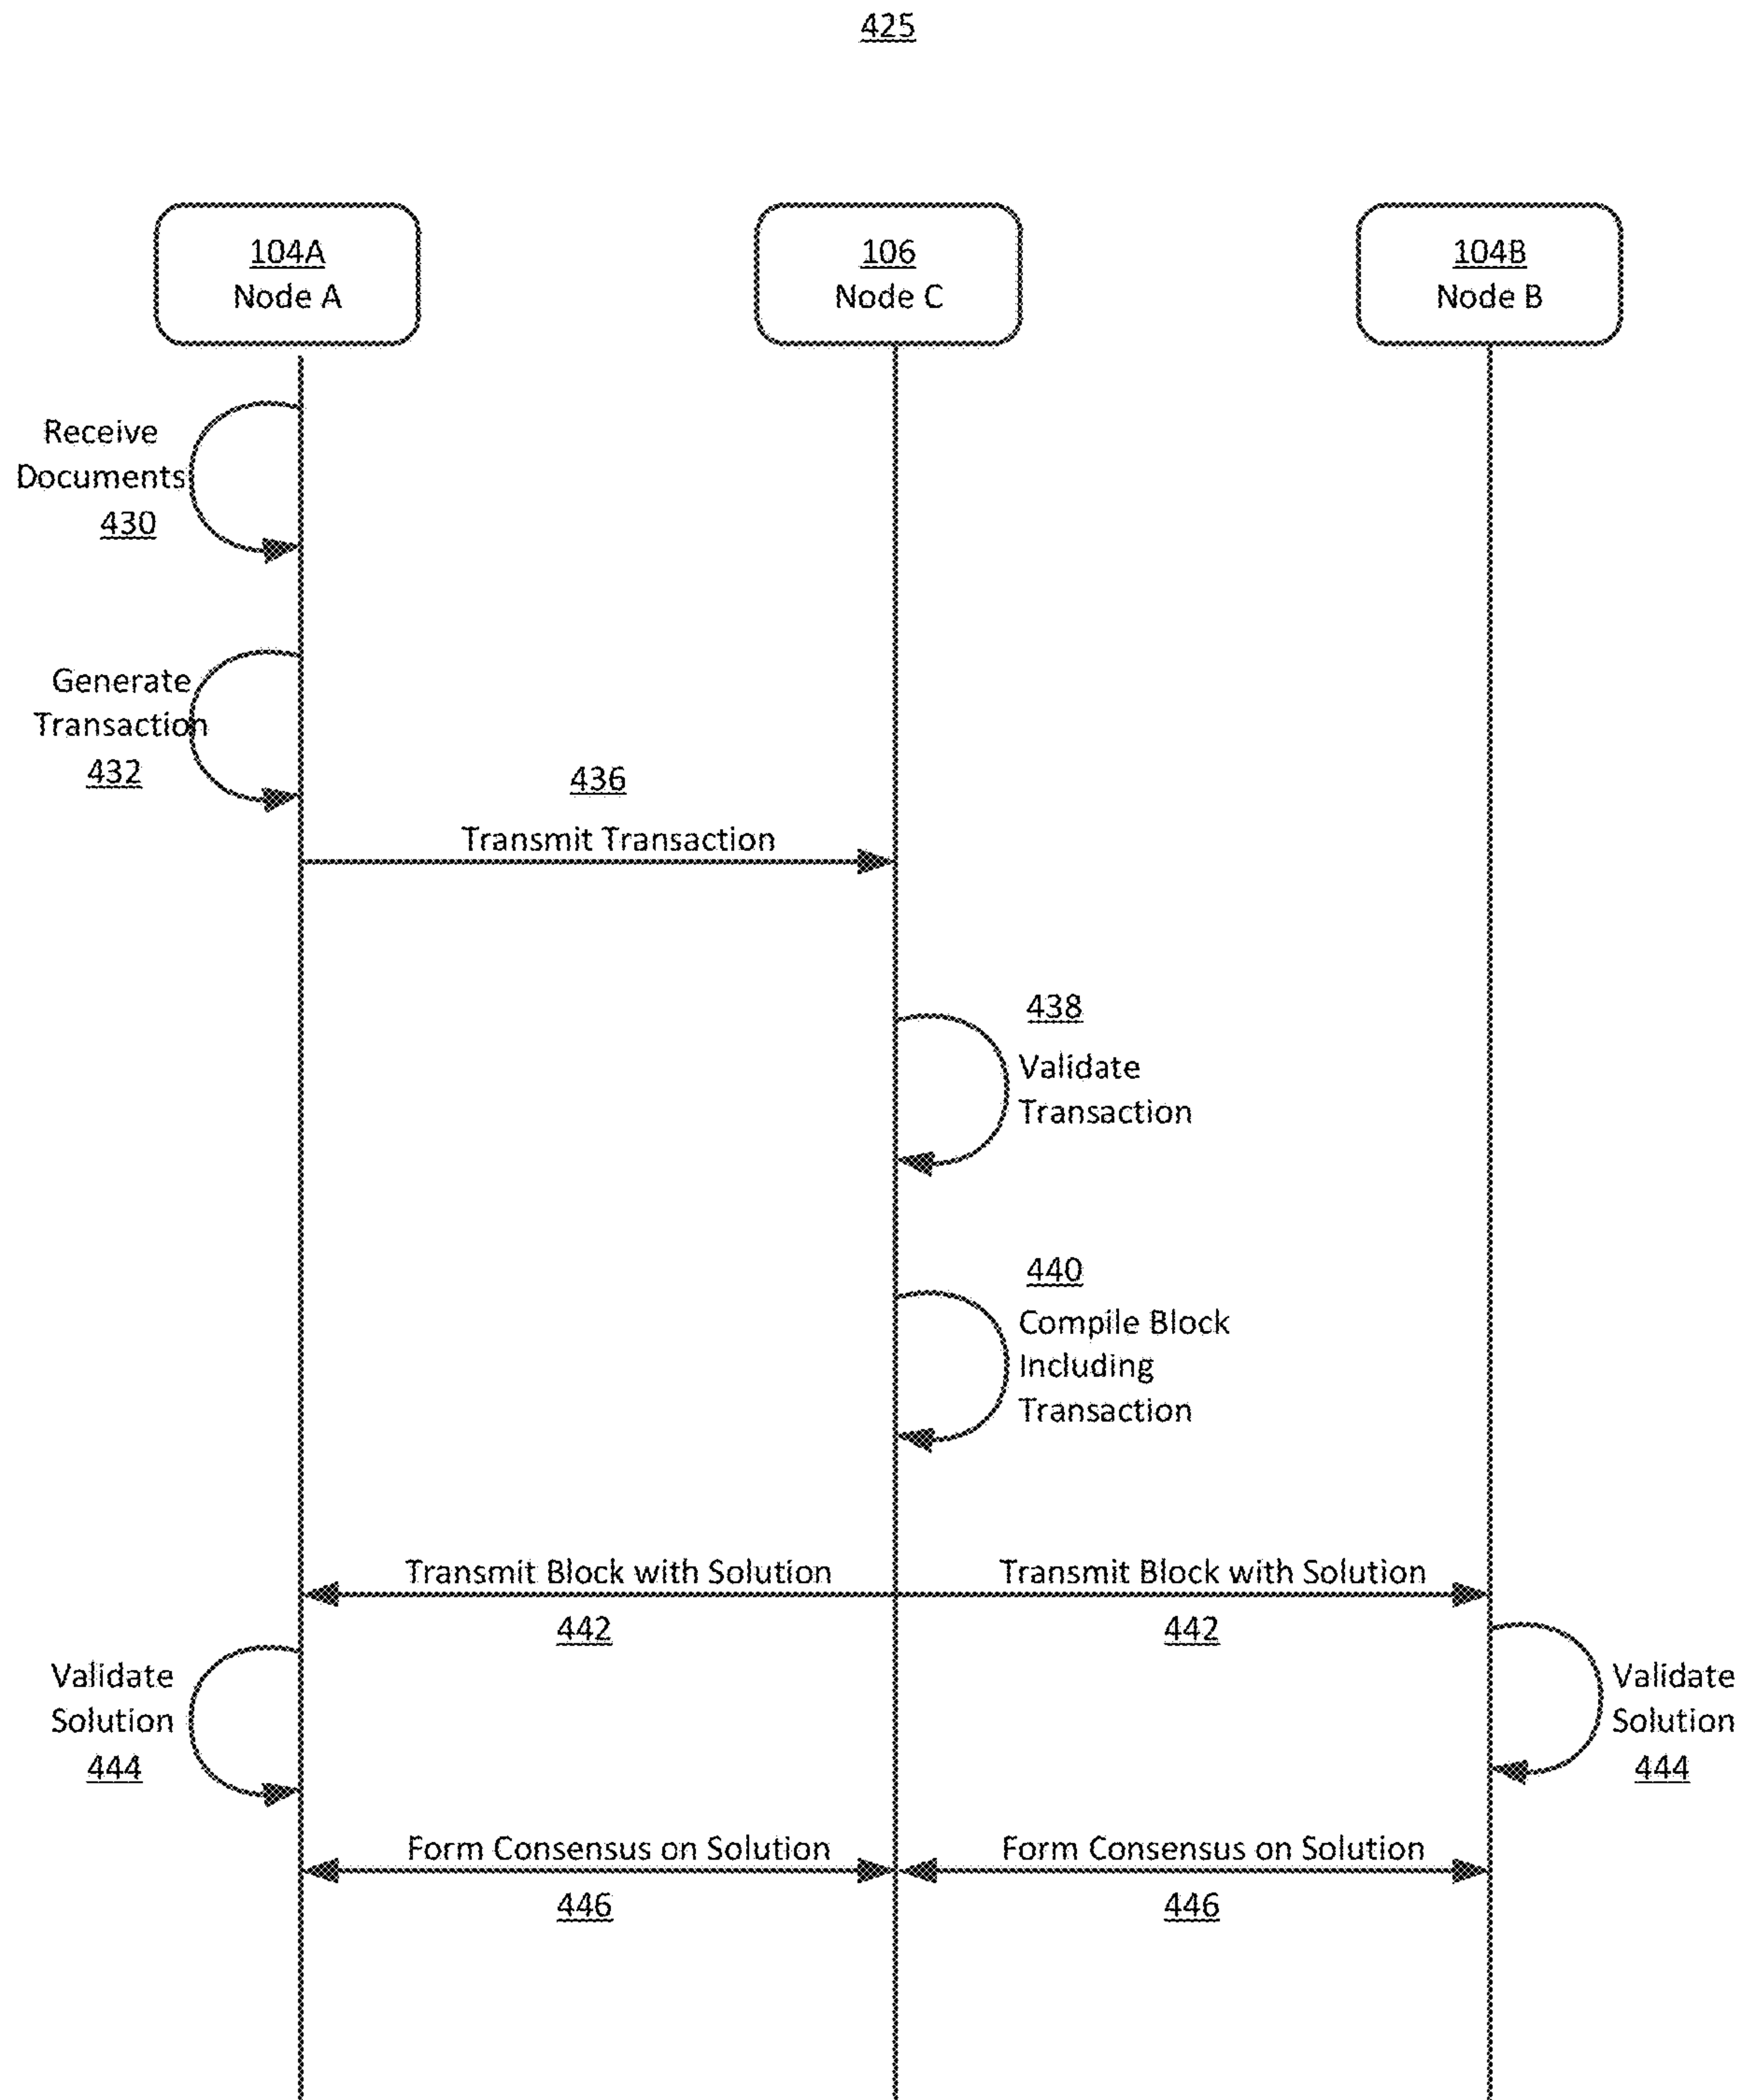 425
104A
Node A
106
Node C
104B
Node B
Receive
Documents
430
Generate
Transaction
432
436
Transmit Transaction
438
Validate
Transaction
440
Compile Block
Including
Transaction
Transmit Block with Solution
442
Transmit Block with Solution
442
Validate
Solution
444
Validate
Solution
444
Form Consensus on Solution
446
Form Consensus on Solution
446